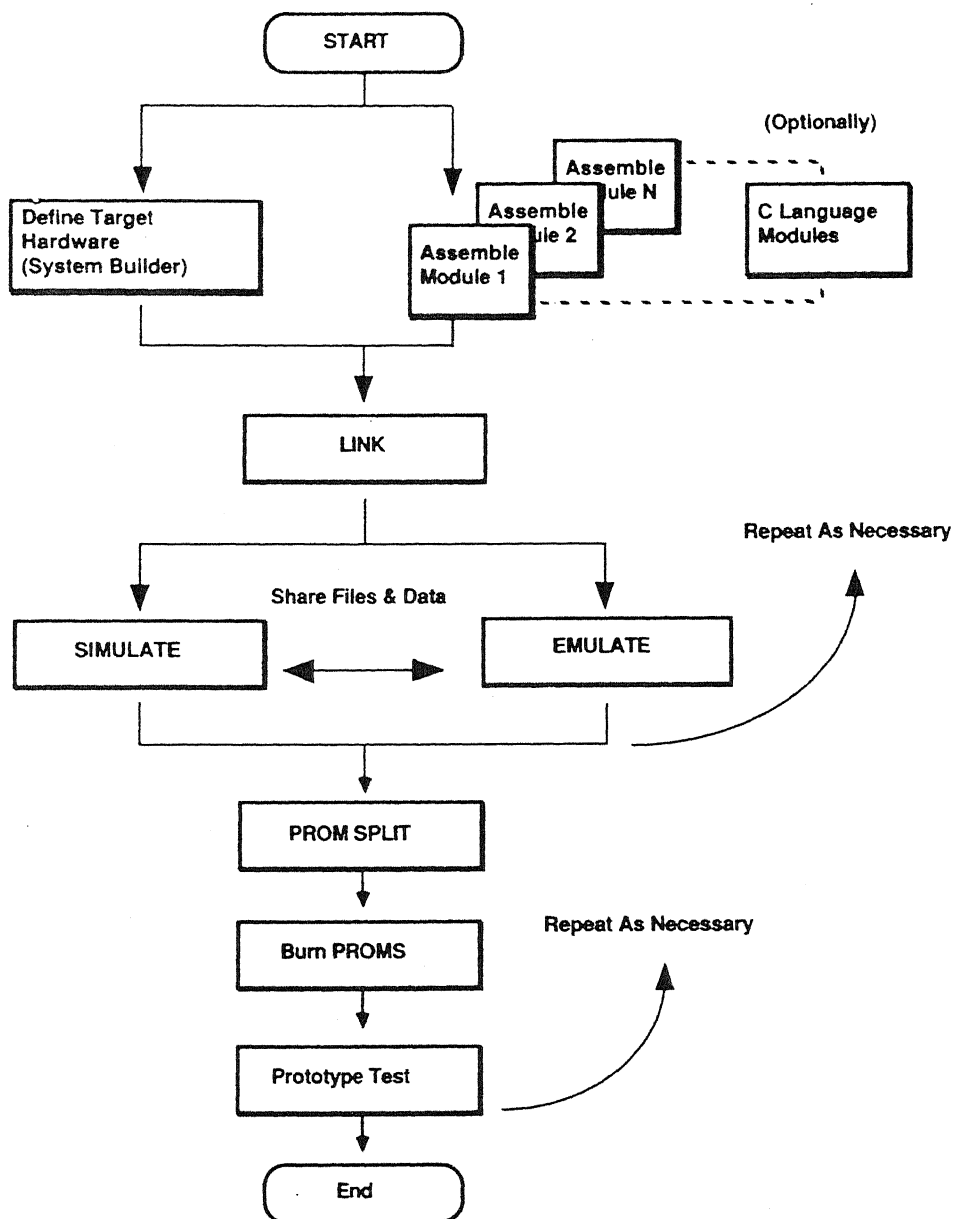 START
(Optionally)
Define Target
Hardware
(System Builder)
Assemble
ule N
Assemble
ule 2
Assemble
Module 1
C Language
Modules
LINK
Repeat As Necessary
Share Files & Data
SIMULATE
EMULATE
PROM SPLIT
Repeat As Necessary
Burn PROMS
Prototype Test
End